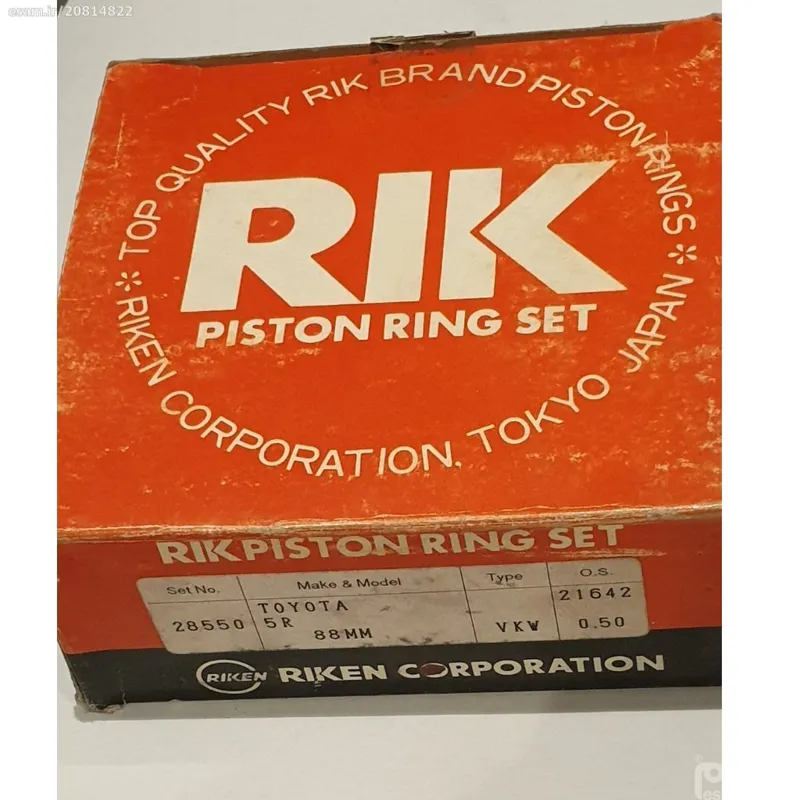 esam.ir/20814822
TOP QUALITY RIK BRAND PISTON RINGS
RIK
PISTON RING SET
RIKEN CORPORATION, TOKYO JAPAN
RIK PISTON RING SET
Set No. Make & Model Type O.S.
TOYOTA 21642
28550 5R 88MM VKW 0.50
RIKEN RIKEN CORPORATION